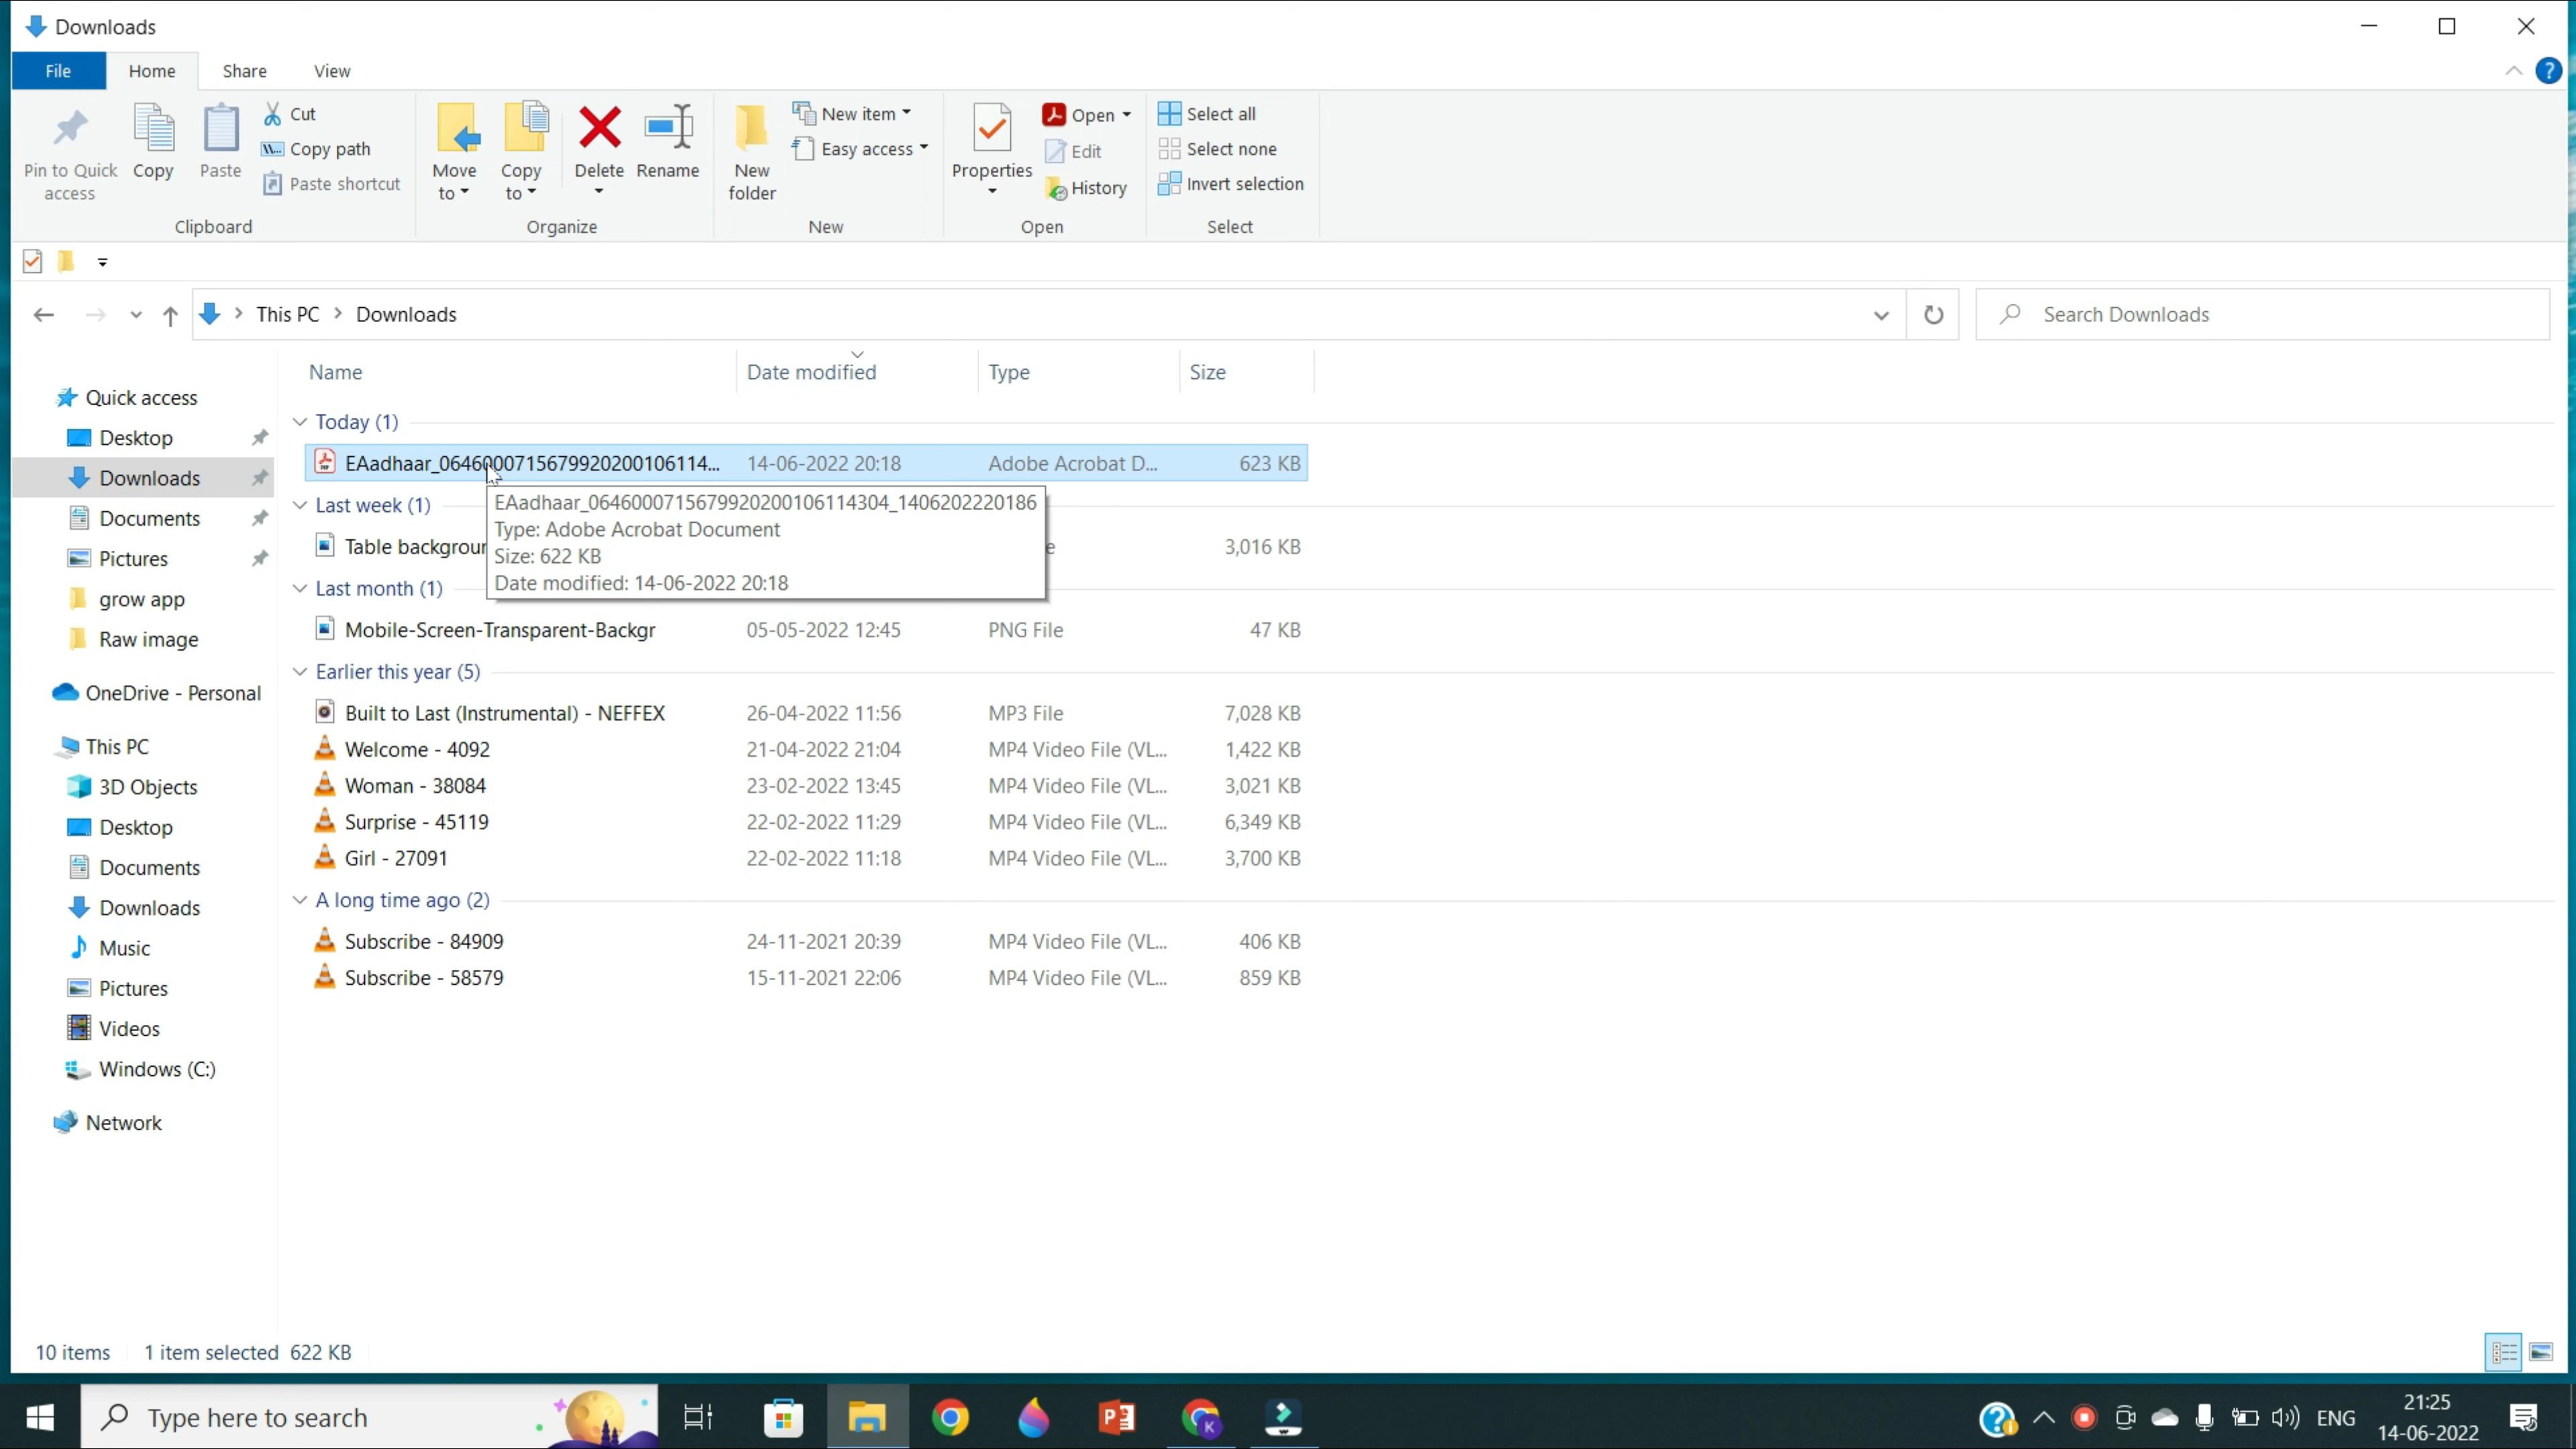 Downloads
File Home Share View
Pin to Quick access
Copy
Paste
Cut
Copy path
Paste shortcut
Clipboard
Move to
Copy to
Delete
Rename
Organize
New folder
New item
Easy access
New
Properties
Open
Edit
History
Open
Select all
Select none
Invert selection
Select
This PC > Downloads
Search Downloads
Quick access
Desktop
Downloads
Documents
Pictures
grow app
Raw image
OneDrive - Personal
This PC
3D Objects
Desktop
Documents
Downloads
Music
Pictures
Videos
Windows (C:)
Network
Name Date modified Type Size
Today (1)
EAadhaar_0646000715679920200106114... 14-06-2022 20:18 Adobe Acrobat D... 623 KB
EAadhaar_0646000715679920200106114304_1406202220186
Type: Adobe Acrobat Document
Size: 622 KB
Date modified: 14-06-2022 20:18
Last week (1)
Table 3,016 KB
Last month (1)
Mobile-Screen-Transparent-Backgr 05-05-2022 12:45 PNG File 47 KB
Earlier this year (5)
Built to Last (Instrumental) - NEFFEX 26-04-2022 11:56 MP3 File 7,028 KB
Welcome - 4092 21-04-2022 21:04 MP4 Video File (VL... 1,422 KB
Woman - 38084 23-02-2022 13:45 MP4 Video File (VL... 3,021 KB
Surprise - 45119 22-02-2022 11:29 MP4 Video File (VL... 6,349 KB
Girl - 27091 22-02-2022 11:18 MP4 Video File (VL... 3,700 KB
A long time ago (2)
Subscribe - 84909 24-11-2021 20:39 MP4 Video File (VL... 406 KB
Subscribe - 58579 15-11-2021 22:06 MP4 Video File (VL... 859 KB
10 items 1 item selected 622 KB
Type here to search
ENG
21:25
14-06-2022